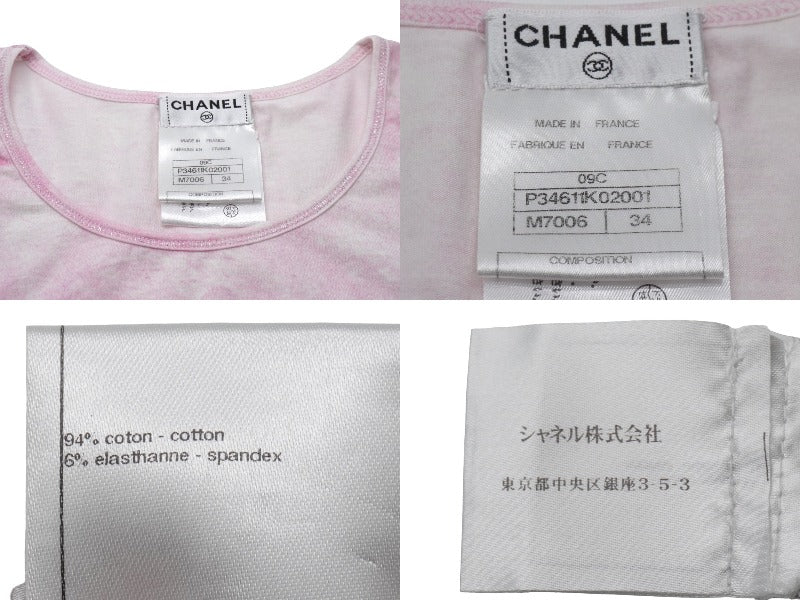 CHANEL
MADE IN FRANCE
FABRIQUE EN FRANCE
09C
P34611K02001
M7006 34
COMPOSITION
CHANEL
MADE IN FRANCE
FABRIQUE EN FRANCE
09C
P34611K02001
M7006 34
COMPOSITION
94% coton - cotton
6% elasthanne - spandex
シャネル株式会社
東京都中央区銀座3-5-3